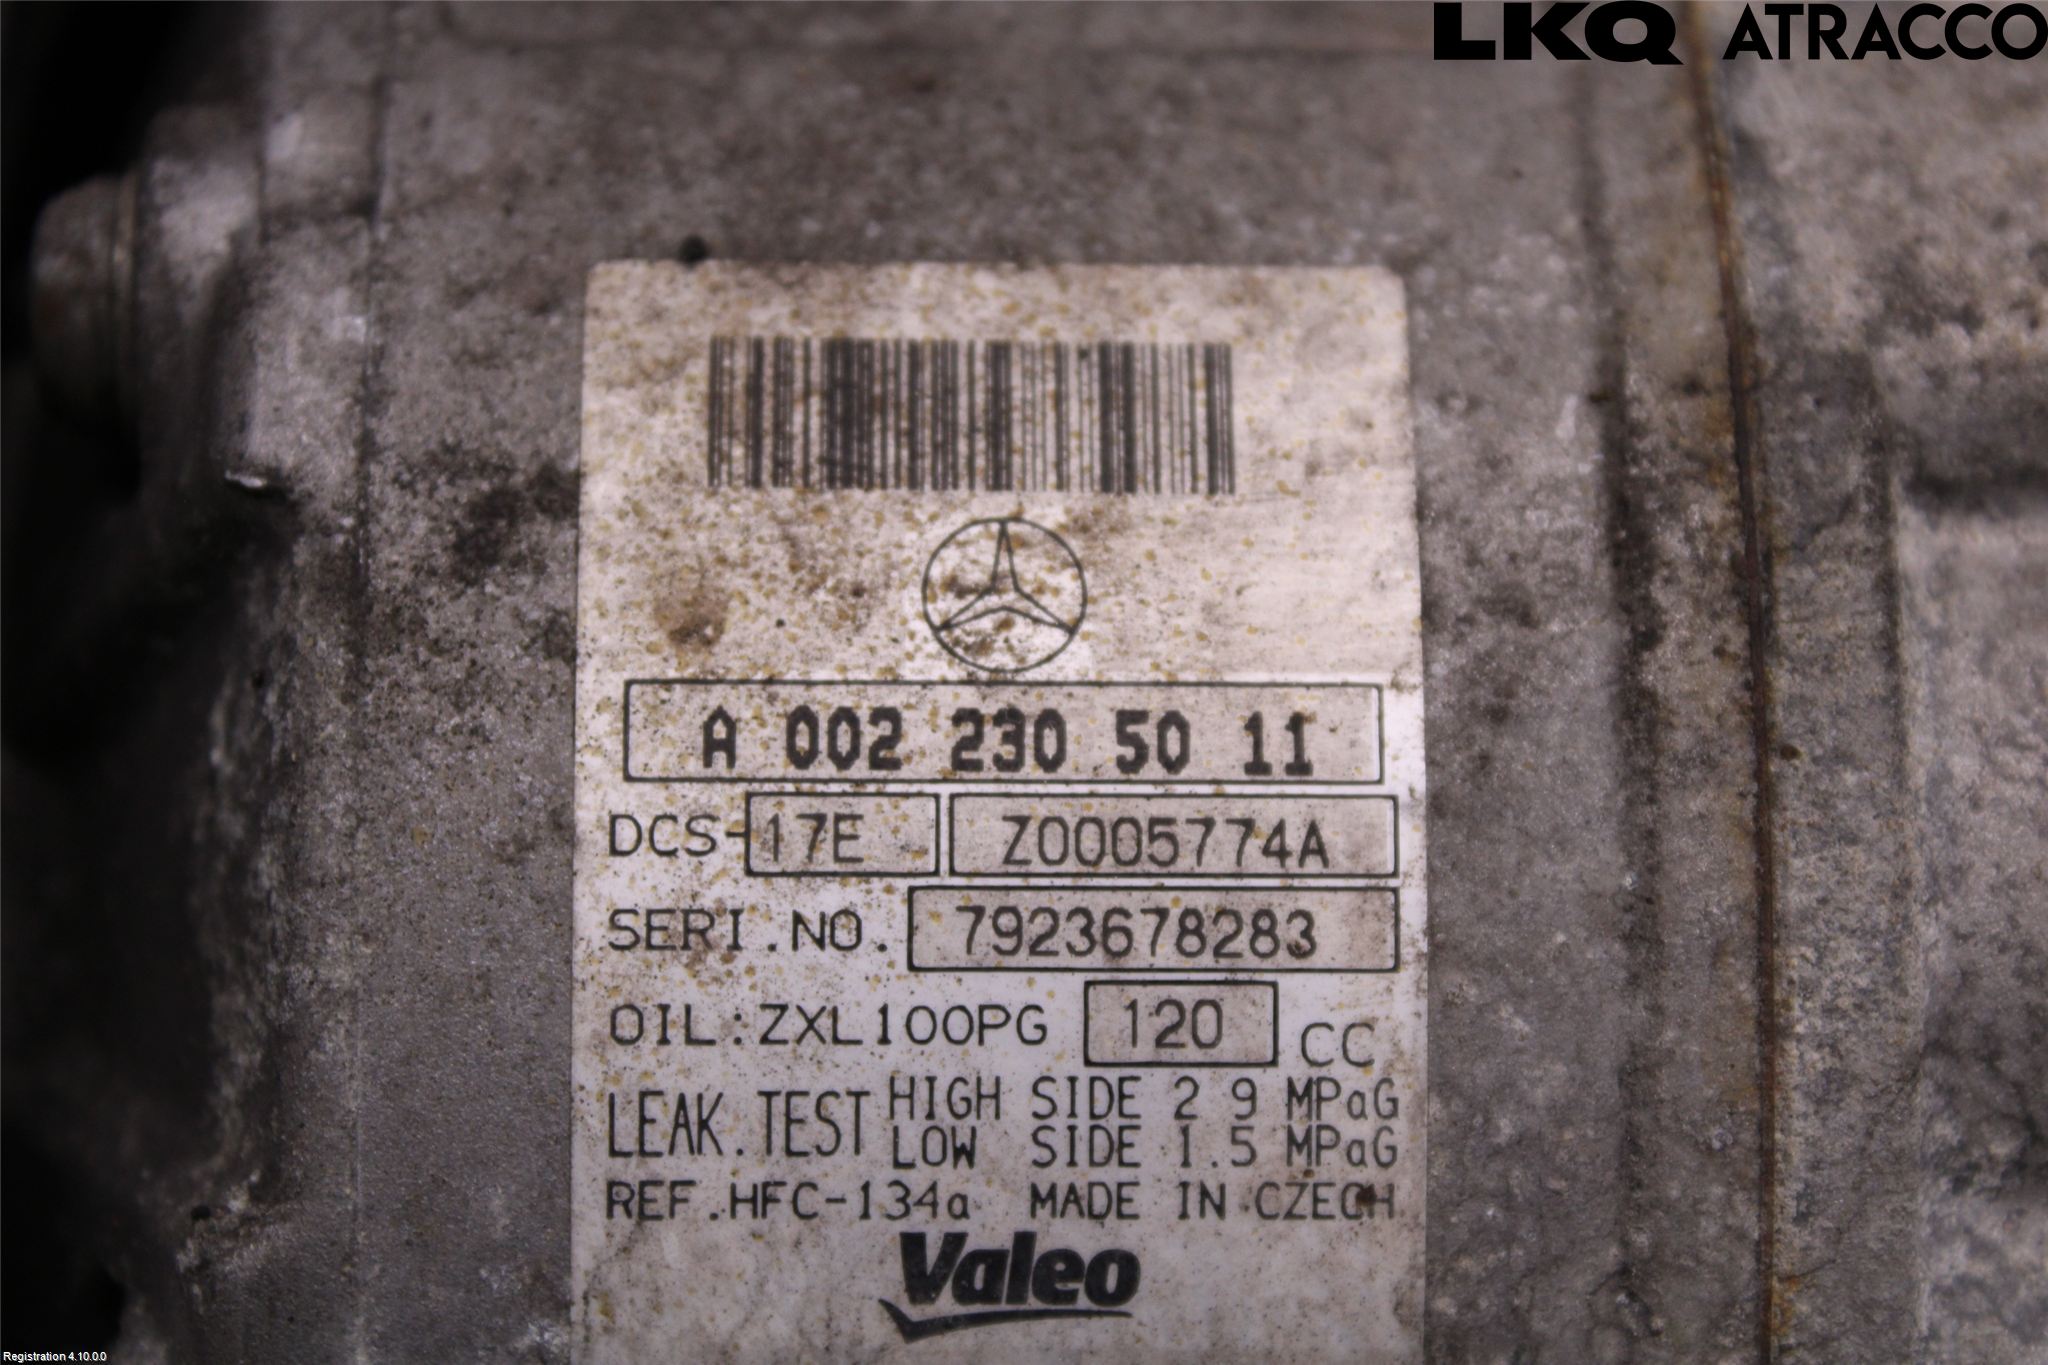 LKQ ATRACCO
A 002 230 50 11
DCS-17E Z0005774A
SERI.NO. 7923678283
OIL:ZXL100PG 120 CC
LEAK.TEST HIGH SIDE 2 9 MPaG
LOW SIDE 1.5 MPaG
REF.HFC-134a MADE IN CZECH
Valeo
Registration 4.10.0.0